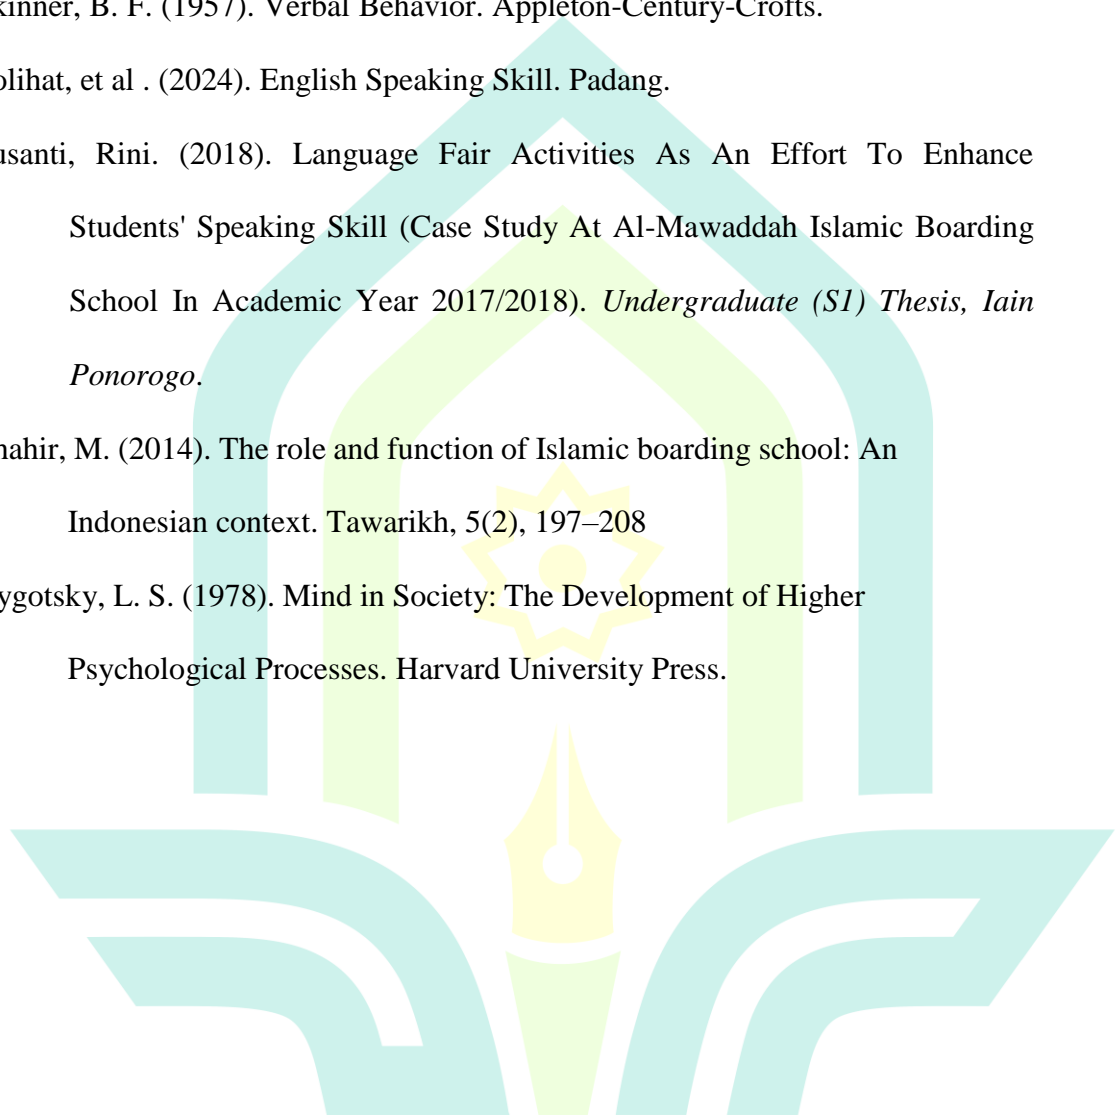 kinner, B. F. (1957). Verbal Behavior. Appleton-Century-Crofts.
olihat, et al . (2024). English Speaking Skill. Padang.
usanti, Rini. (2018). Language Fair Activities As An Effort To Enhance
Students' Speaking Skill (Case Study At Al-Mawaddah Islamic Boarding
School In Academic Year 2017/2018). Undergraduate (S1) Thesis, Iain
Ponorogo.
hahir, M. (2014). The role and function of Islamic boarding school: An
Indonesian context. Tawarikh, 5(2), 197–208
ygotsky, L. S. (1978). Mind in Society: The Development of Higher
Psychological Processes. Harvard University Press.